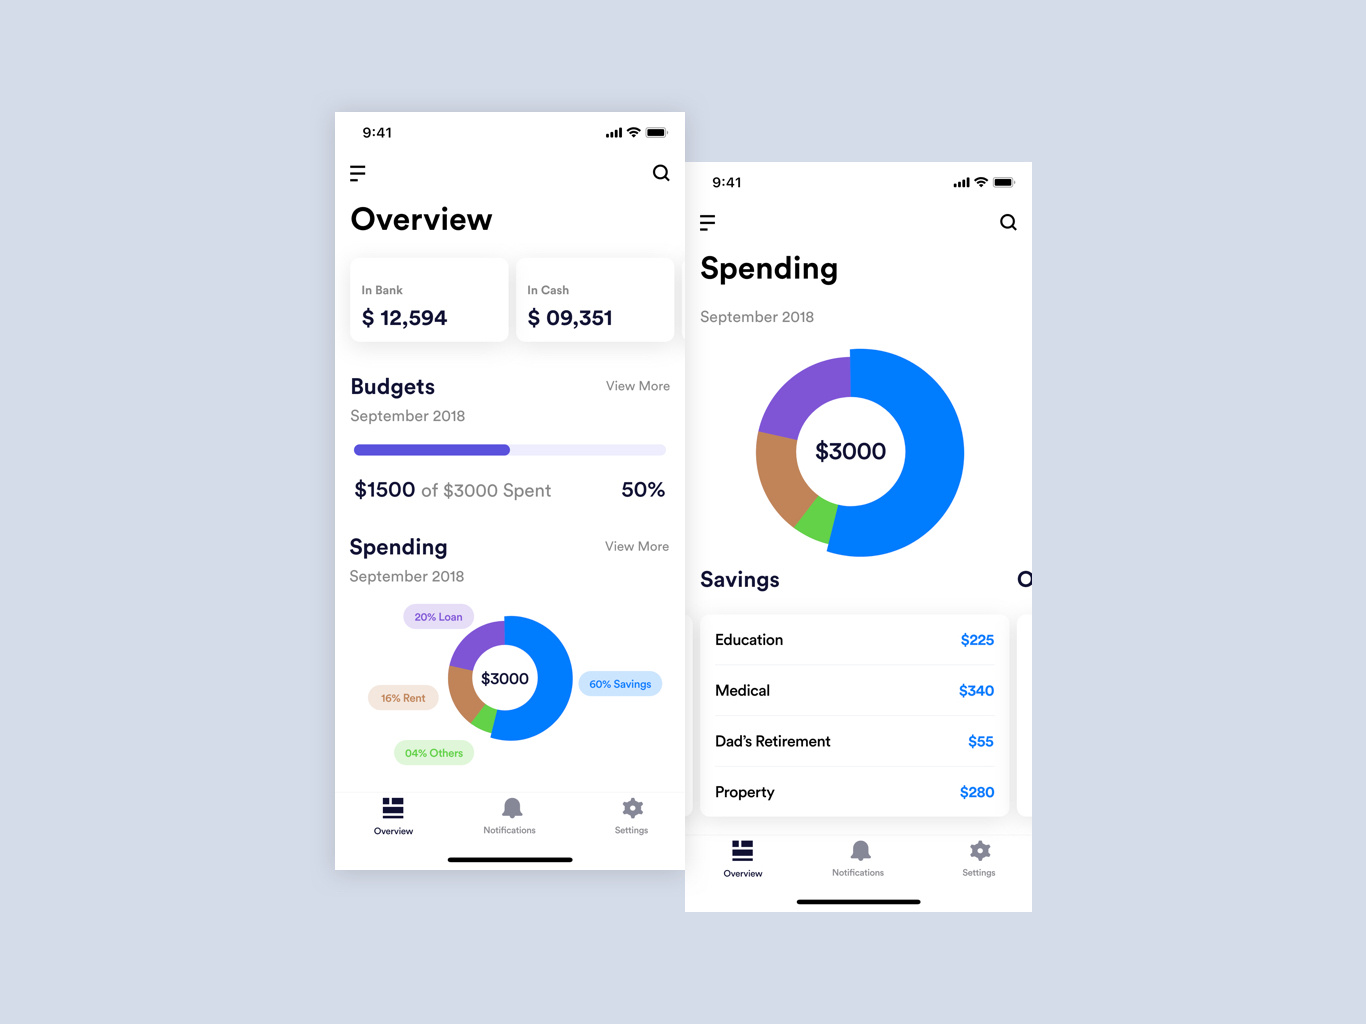 9:41
Overview
In Bank
$ 12,594
In Cash
$ 09,351
Budgets
View More
September 2018
$1500 of $3000 Spent
50%
Spending
View More
September 2018
20% Loan
$3000
60% Savings
16% Rent
04% Others
Overview
Notifications
Settings
9:41
Spending
September 2018
$3000
Savings
O
Education
$225
Medical
$340
Dad’s Retirement
$55
Property
$280
Overview
Notifications
Settings